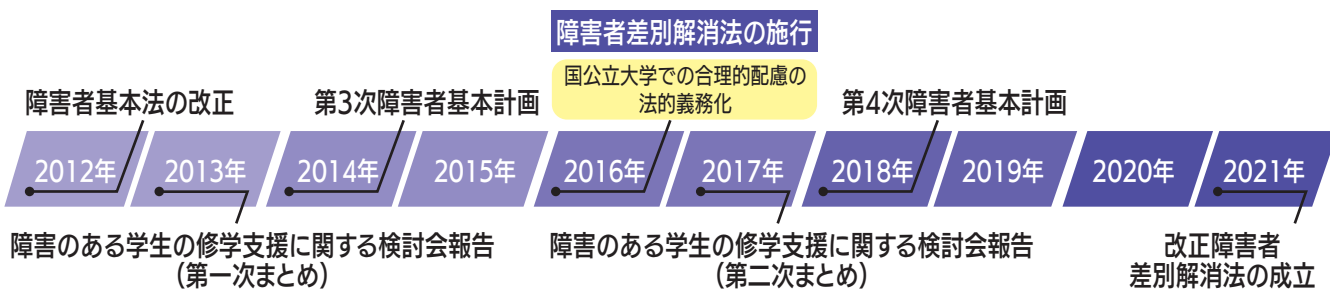 障害者差別解消法の施行
国公立大学での合理的配慮の
法的義務化
障害者基本法の改正
第3次障害者基本計画
第4次障害者基本計画
2012年
2013年
2014年
2015年
2016年
2017年
2018年
2019年
2020年
2021年
障害のある学生の修学支援に関する検討会報告
(第一次まとめ)
障害のある学生の修学支援に関する検討会報告
(第二次まとめ)
改正障害者
差別解消法の成立